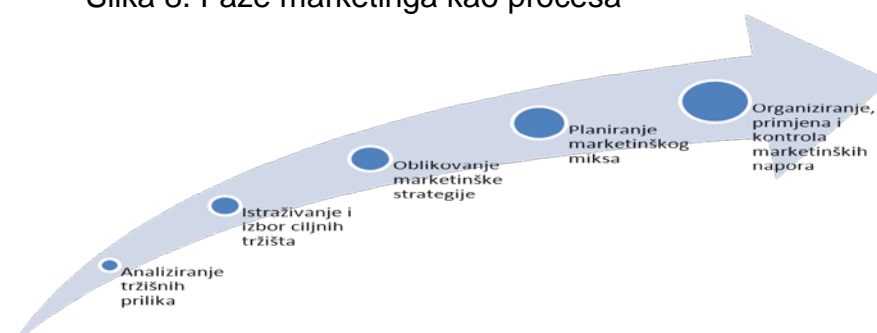 Slika Faze marketinga kao procesa
Analiziranje
tržišnih
prilika
Istraživanje i
izbor ciljnih
tržišta
Oblikovanje
marketinške
strategije
Planiranje
marketinškog
miksa
Organiziranje,
primjena i
kontrola
marketinških
napora